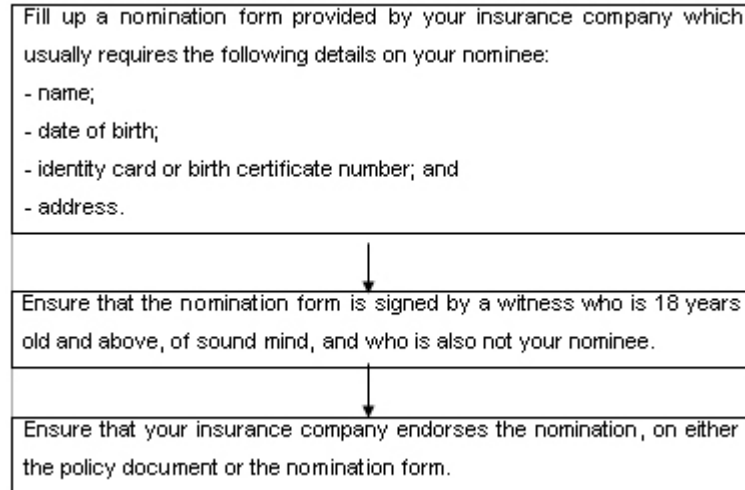 Fill up a nomination form provided by your insurance company which
usually requires the following details on your nominee:
- name;
- date of birth;
- identity card or birth certificate number; and
- address.
Ensure that the nomination form is signed by a witness who is 18 years
old and above, of sound mind, and who is also not your nominee.
Ensure that your insurance company endorses the nomination, on either
the policy document or the nomination form.